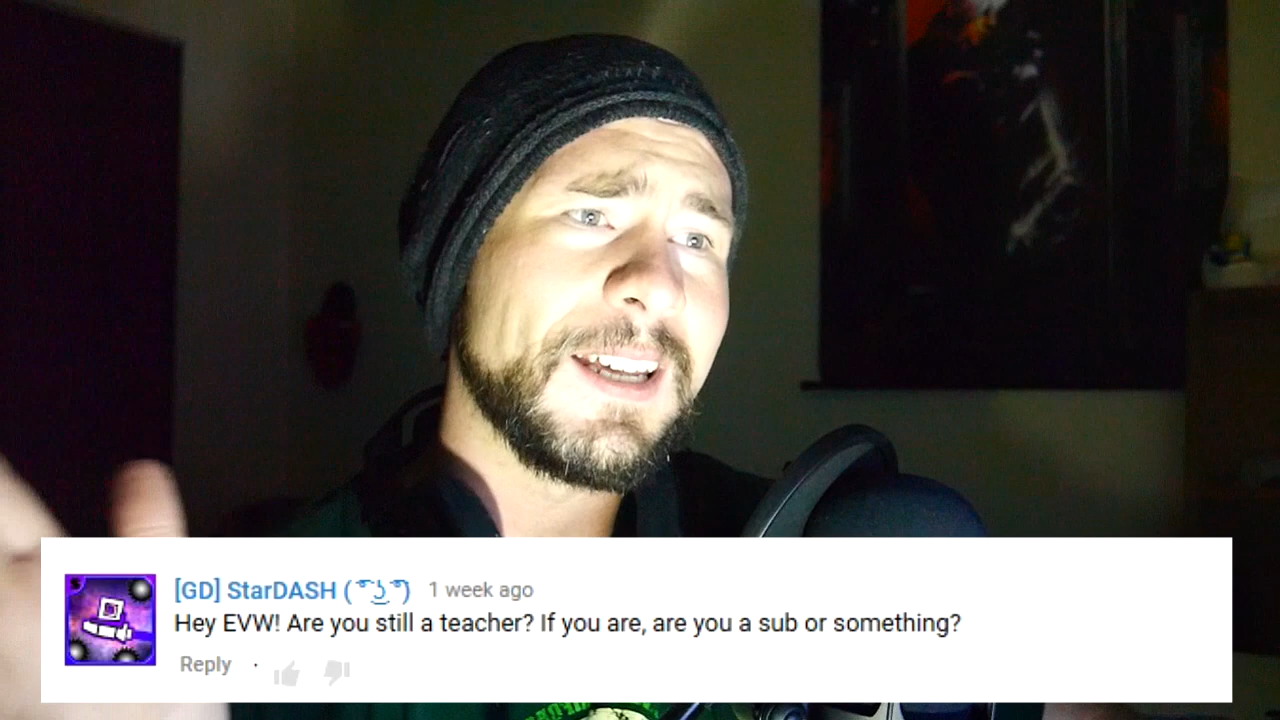 [GD] StarDASH ( ͡° ͜ʖ ͡°) 1 week ago
Hey EVW! Are you still a teacher? If you are, are you a sub or something?
Reply ·